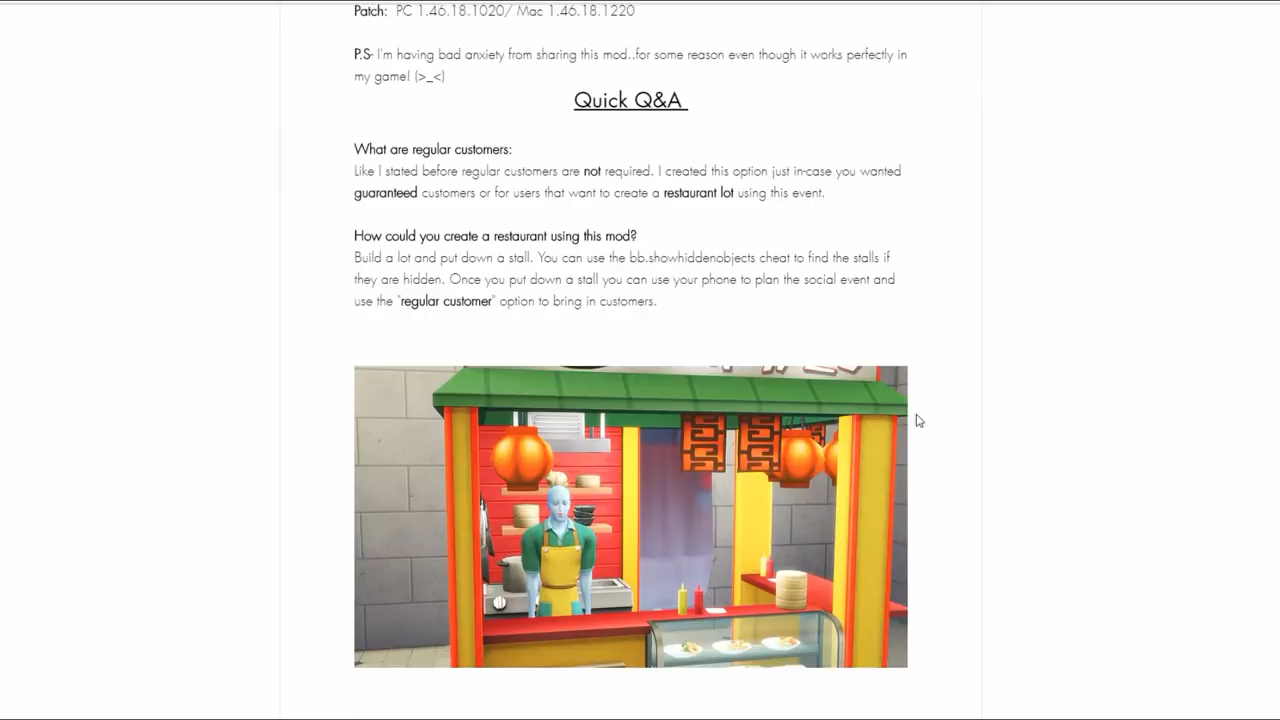 Patch: PC 1.46.18.1020/ Mac 1.46.18.1220
P.S- I'm having bad anxiety from sharing this mod..for some reason even though it works perfectly in
my game! (>_<)
Quick Q&A
What are regular customers:
Like I stated before regular customers are not required. I created this option just in-case you wanted
guaranteed customers or for users that want to create a restaurant lot using this event.
How could you create a restaurant using this mod?
Build a lot and put down a stall. You can use the bb.showhiddenobjects cheat to find the stalls if
they are hidden. Once you put down a stall you can use your phone to plan the social event and
use the "regular customer" option to bring in customers.